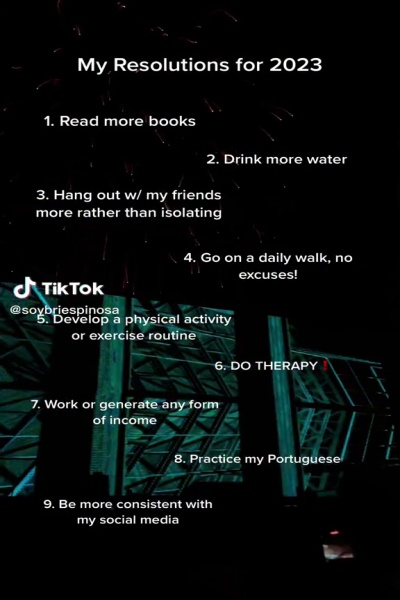 My Resolutions for 2023
1. Read more books
2. Drink more water
3. Hang out w/ my friends
more rather than isolating
4. Go on a daily walk, no
excuses!
TikTok
@soybriespinosa
5. Develop a physical activity
or exercise routine
6. DO THERAPY❗
7. Work or generate any form
of income
8. Practice my Portuguese
9. Be more consistent with
my social media